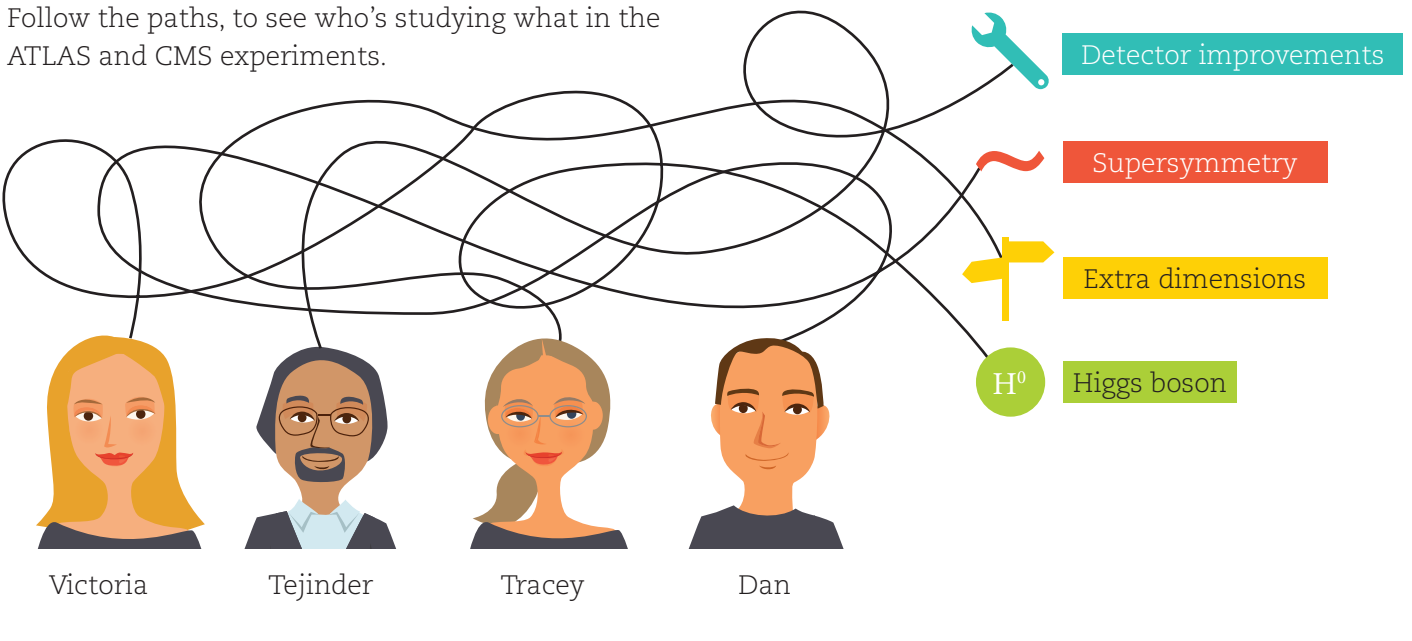 Follow the paths, to see who’s studying what in the
ATLAS and CMS experiments.
Detector improvements
Supersymmetry
Extra dimensions
H⁰
Higgs boson
Victoria
Tejinder
Tracey
Dan